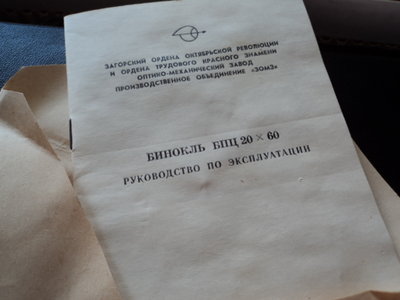 ЗАГОРСКИЙ ОРДЕНА ОКТЯБРЬСКОЙ РЕВОЛЮЦИИ
И ОРДЕНА ТРУДОВОГО КРАСНОГО ЗНАМЕНИ
ОПТИКО-МЕХАНИЧЕСКИЙ ЗАВОД
ПРОИЗВОДСТВЕННОЕ ОБЪЕДИНЕНИЕ «ЗОМЗ»
БИНОКЛЬ БПЦ 20 × 60
РУКОВОДСТВО ПО ЭКСПЛУАТАЦИИ